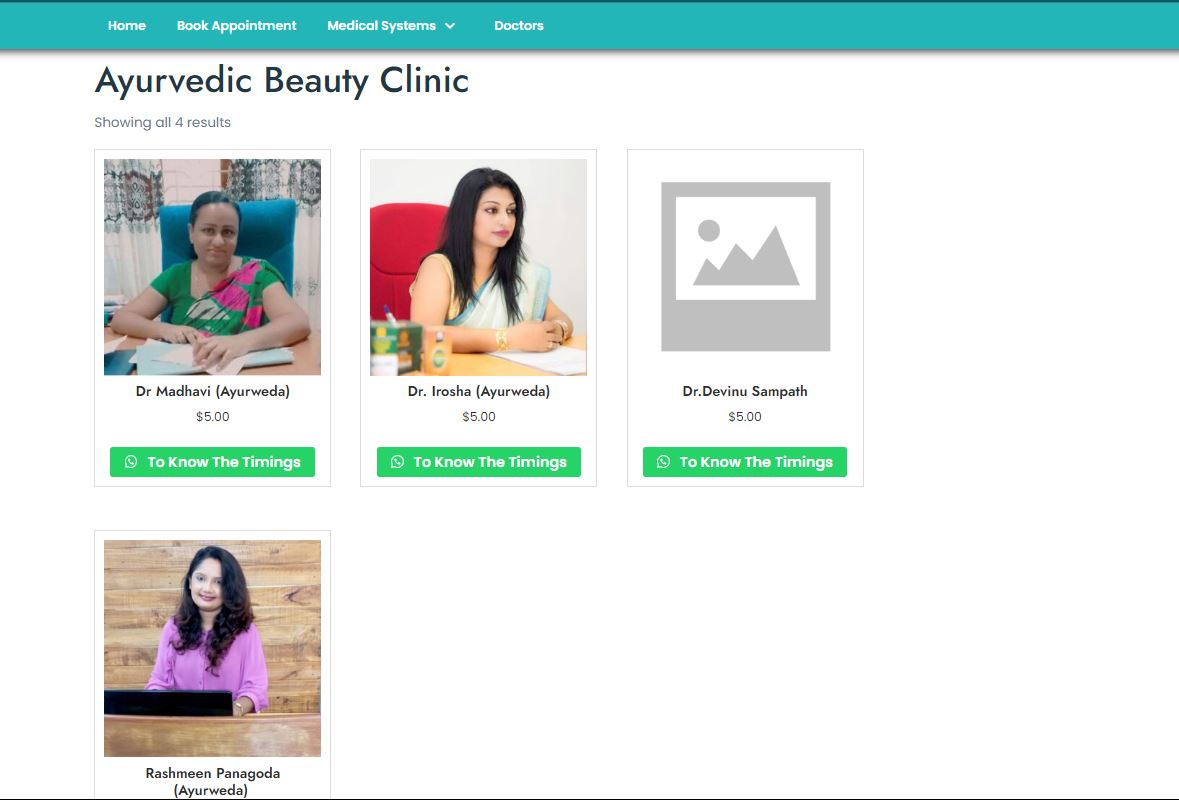 Home Book Appointment Medical Systems Doctors
Ayurvedic Beauty Clinic
Showing all 4 results
Dr Madhavi (Ayurweda)
$5.00
To Know The Timings
Dr. Irosha (Ayurweda)
$5.00
To Know The Timings
Dr.Devinu Sampath
$5.00
To Know The Timings
Rashmeen Panagoda
(Ayurweda)